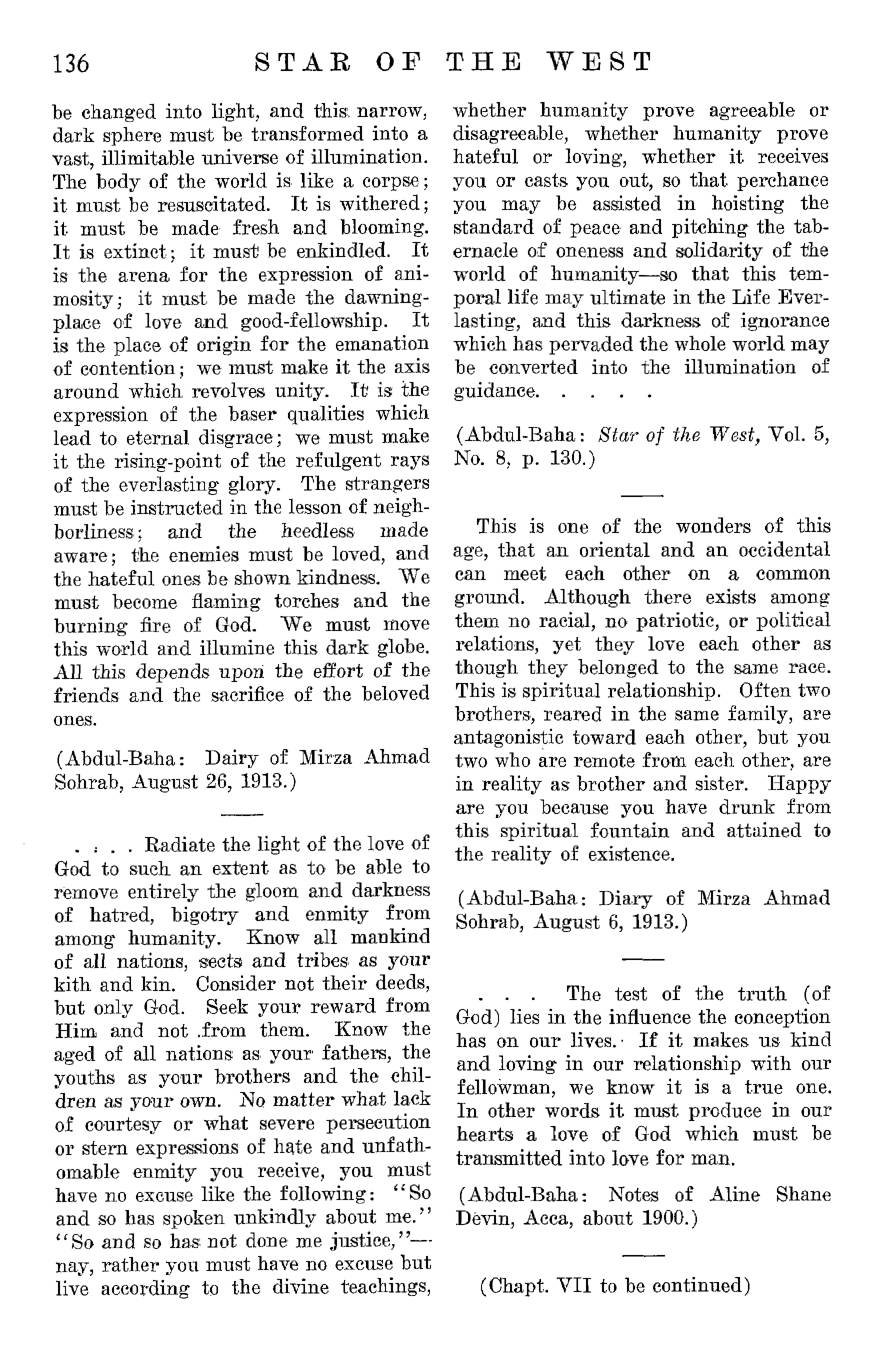 136 STAR OF THE WEST
be changed into light, and this narrow,
dark sphere must be transformed into a
vast, illimitable universe of illumination.
The body of the world is like a corpse;
it must be resuscitated. It is withered;
it must be made fresh and blooming.
It is extinct; it must be enkindled. It
is the arena for the expression of ani-
mosity; it must be made the dawning-
place of love and good-fellowship. It
is the place of origin for the emanation
of contention; we must make it the axis
around which revolves unity. It is the
expression of the baser qualities which
lead to eternal disgrace; we must make
it the rising-point of the refulgent rays
of the everlasting glory. The strangers
must be instructed in the lesson of neigh-
borliness; and the heedless made
aware; the enemies must be loved, and
the hateful ones be shown kindness. We
must become flaming torches and the
burning fire of God. We must move
this world and illumine this dark globe.
All this depends upon the effort of the
friends and the sacrifice of the beloved
ones.
(Abdul-Baha: Dairy of Mirza Ahmad
Sohrab, August 26, 1913.)
. . . . Radiate the light of the love of
God to such an extent as to be able to
remove entirely the gloom and darkness
of hatred, bigotry and enmity from
among humanity. Know all mankind
of all nations, sects and tribes as your
kith and kin. Consider not their deeds,
but only God. Seek your reward from
Him and not from them. Know the
aged of all nations as your fathers, the
youths as your brothers and the chil-
dren as your own. No matter what lack
of courtesy or what severe persecution
or stern expressions of hate and unfath-
omable enmity you receive, you must
have no excuse like the following: "So
and so has spoken unkindly about me."
"So and so has not done me justice,"—
nay, rather you must have no excuse but
live according to the divine teachings,
whether humanity prove agreeable or
disagreeable, whether humanity prove
hateful or loving, whether it receives
you or casts you out, so that perchance
you may be assisted in hoisting the
standard of peace and pitching the tab-
ernacle of oneness and solidarity of the
world of humanity—so that this tem-
poral life may ultimate in the Life Ever-
lasting, and this darkness of ignorance
which has pervaded the whole world may
be converted into the illumination of
guidance. . . . . .
(Abdul-Baha: Star of the West, Vol. 5,
No. 8, p. 130.)
This is one of the wonders of this
age, that an oriental and an occidental
can meet each other on a common
ground. Although there exists among
them no racial, no patriotic, or political
relations, yet they love each other as
though they belonged to the same race.
This is spiritual relationship. Often two
brothers, reared in the same family, are
antagonistic toward each other, but you
two who are remote from each other, are
in reality as brother and sister. Happy
are you because you have drunk from
this spiritual fountain and attained to
the reality of existence.
(Abdul-Baha: Diary of Mirza Ahmad
Sohrab, August 6, 1913.)
. . . The test of the truth (of
God) lies in the influence the conception
has on our lives. If it makes us kind
and loving in our relationship with our
fellowman, we know it is a true one.
In other words it must produce in our
hearts a love of God which must be
transmitted into love for man.
(Abdul-Baha: Notes of Aline Shane
Devin, Acca, about 1900.)
(Chapt. VII to be continued)